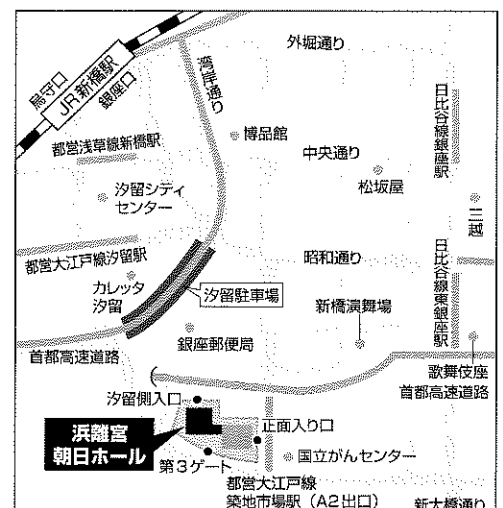 外堀通り
烏守口
JR新橋駅
銀座口
海岸通り
日比谷線銀座駅
都営浅草線新橋駅
博品館
中央通り
松坂屋
汐留シティ
センター
三越
都営大江戸線汐留駅
昭和通り
日比谷線東銀座駅
カレッタ
汐留
汐留駐車場
新橋演舞場
首都高速道路
銀座郵便局
歌舞伎座
首都高速道路
汐留側入口
浜離宮
朝日ホール
正面入り口
第3ゲート
国立がんセンター
都営大江戸線
築地市場駅（A2出口）
新大橋通り